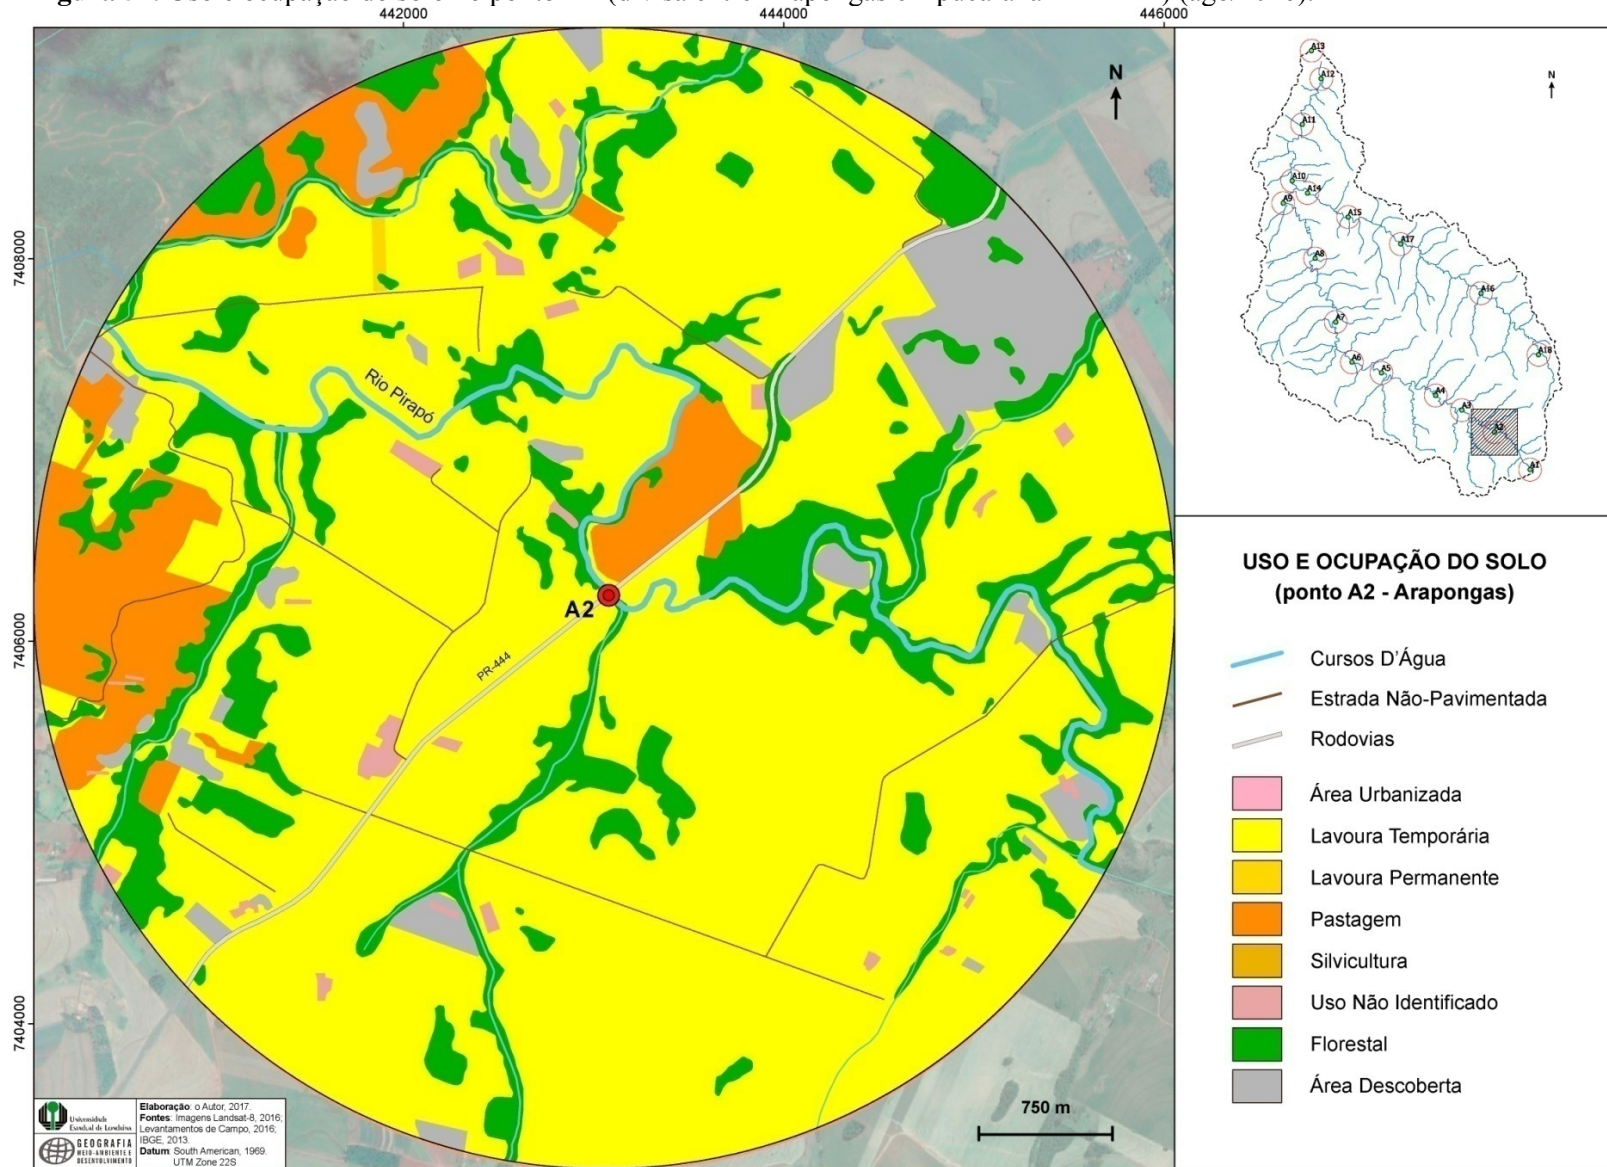 442000
444000
446000
7408000
7406000
7404000
N
Rio Pirapó
A2
PR-444
750 m
Universidade
Estadual de Londrina
GEOGRAFIA
MEIO-AMBIENTE E
DESENVOLVIMENTO
Elaboração: o Autor, 2017.
Fontes: Imagens Landsat-8, 2016;
Levantamentos de Campo, 2016;
IBGE, 2013.
Datum: South American, 1969.
UTM Zone 22S
N
A13
A12
A11
A10
A14
A9
A15
A17
A8
A16
A7
A18
A6
A5
A4
A3
A2
A1
USO E OCUPAÇÃO DO SOLO
(ponto A2 - Arapongas)
Cursos D'Água
Estrada Não-Pavimentada
Rodovias
Área Urbanizada
Lavoura Temporária
Lavoura Permanente
Pastagem
Silvicultura
Uso Não Identificado
Florestal
Área Descoberta